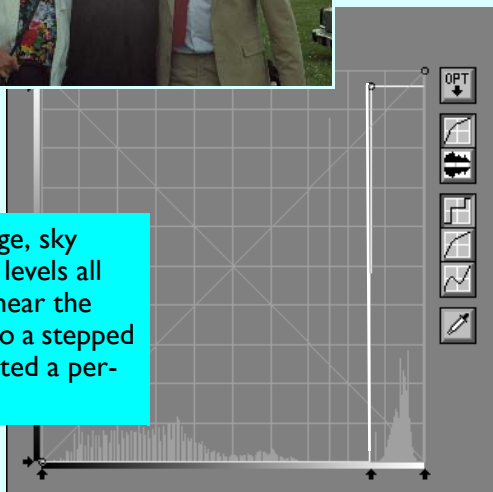 OPT
ge, sky
levels all
near the
o a stepped
ted a per-